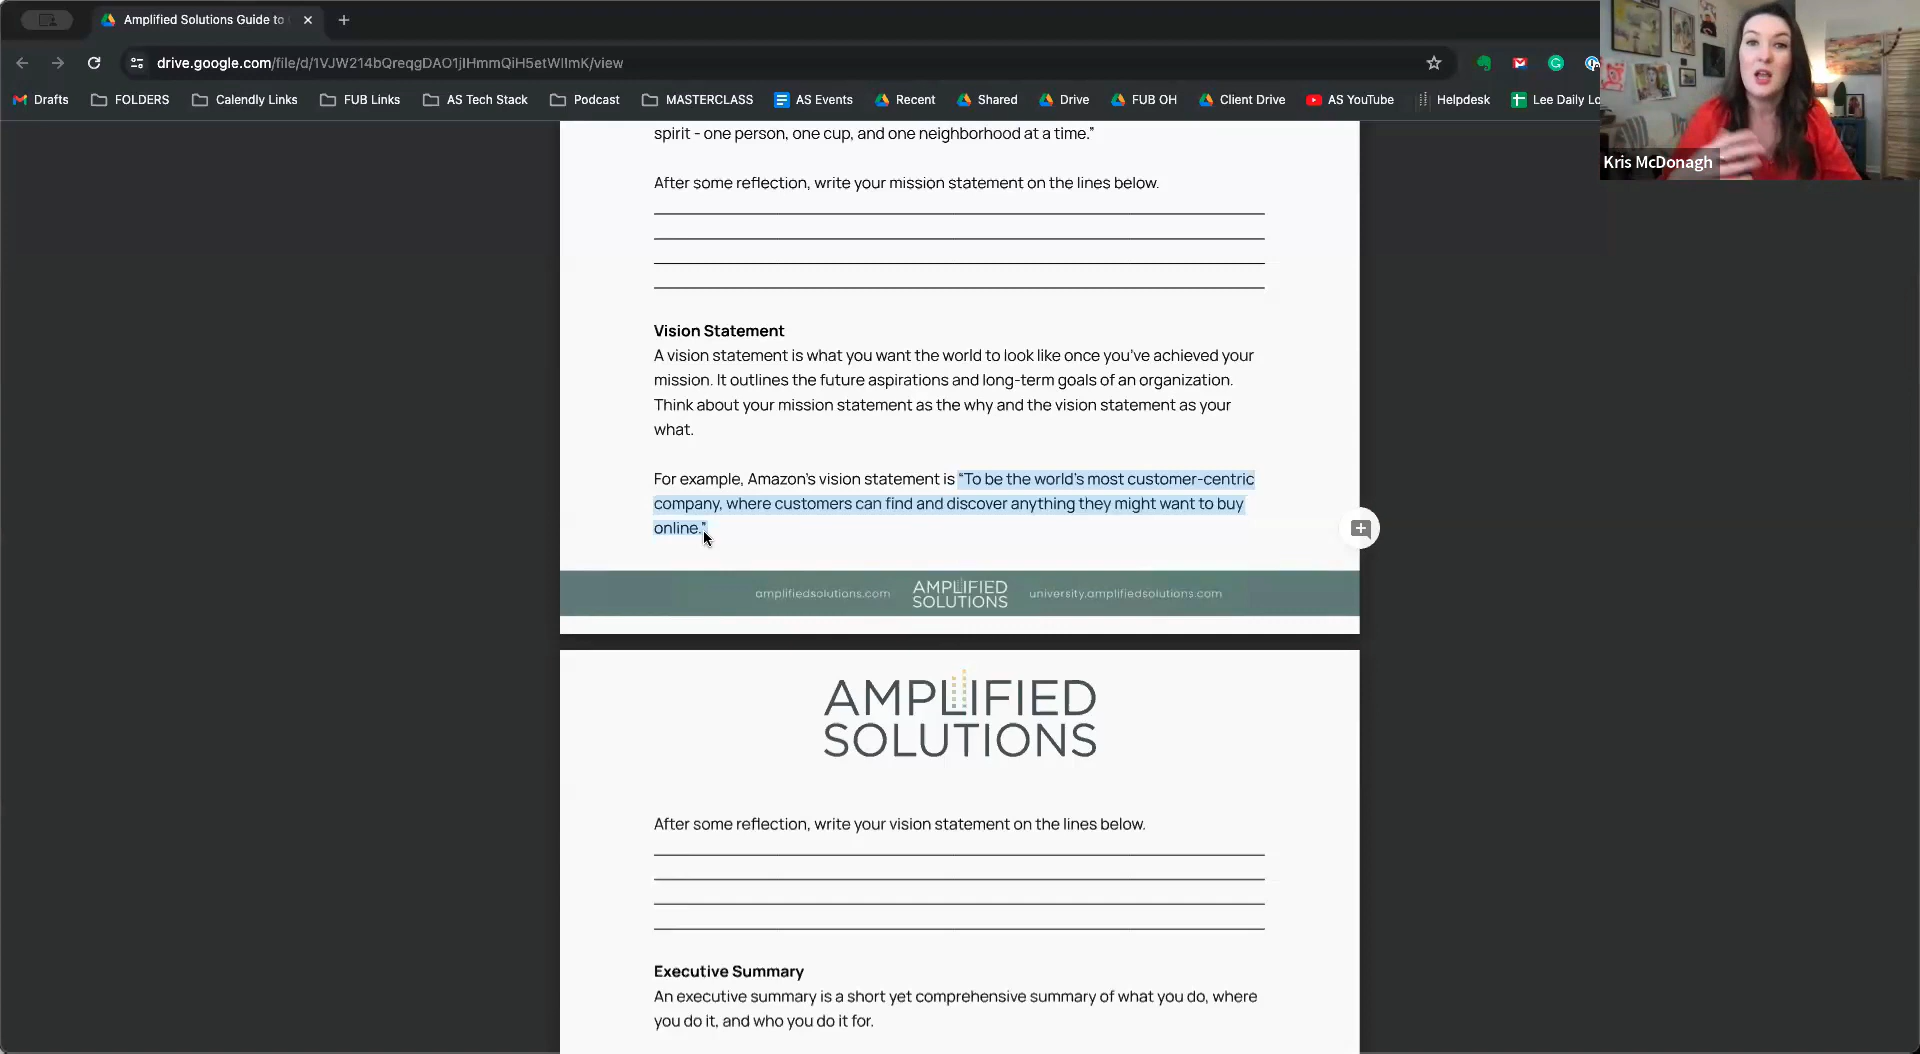 Amplified Solutions Guide to
drive.google.com/file/d/1VJW214bQreqgDAO1jIHmmQiH5etWlImK/view
Drafts FOLDERS Calendly Links FUB Links AS Tech Stack Podcast MASTERCLASS AS Events Recent Shared Drive FUB OH Client Drive AS YouTube Helpdesk Lee Daily Lo
Kris McDonagh
spirit - one person, one cup, and one neighborhood at a time.”
After some reflection, write your mission statement on the lines below.
Vision Statement
A vision statement is what you want the world to look like once you’ve achieved your
mission. It outlines the future aspirations and long-term goals of an organization.
Think about your mission statement as the why and the vision statement as your
what.
For example, Amazon’s vision statement is “To be the world’s most customer-centric
company, where customers can find and discover anything they might want to buy
online.”
amplifiedsolutions.com AMPLIFIED SOLUTIONS university.amplifiedsolutions.com
AMPLIFIED
SOLUTIONS
After some reflection, write your vision statement on the lines below.
Executive Summary
An executive summary is a short yet comprehensive summary of what you do, where
you do it, and who you do it for.